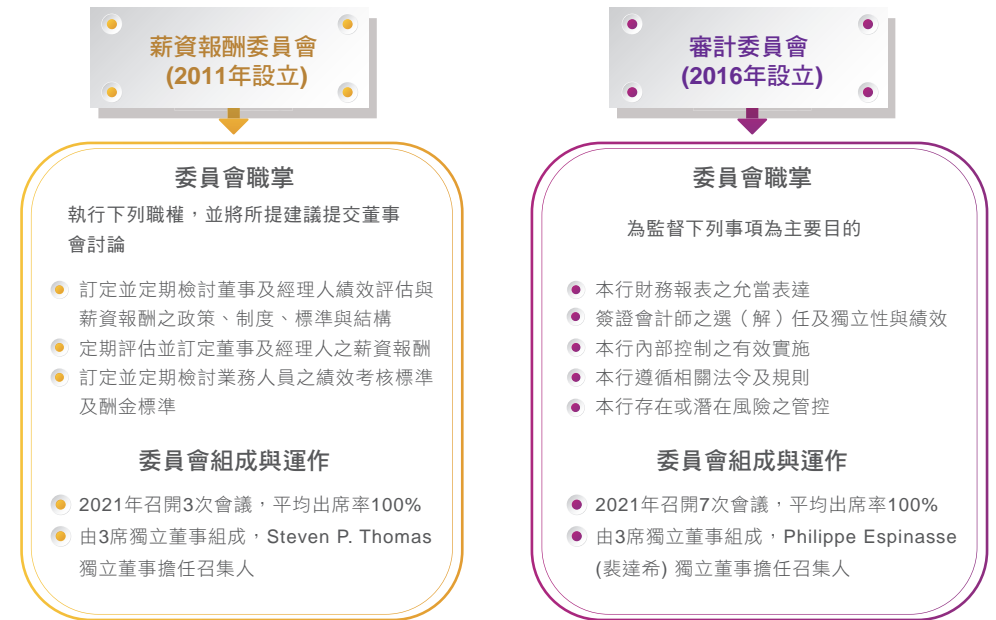 薪資報酬委員會
(2011年設立)
委員會職掌
執行下列職權，並將所提建議提交董事
會討論
訂定並定期檢討董事及經理人績效評估與
薪資報酬之政策、制度、標準與結構
定期評估並訂定董事及經理人之薪資報酬
訂定並定期檢討業務人員之績效考核標準
及酬金標準
委員會組成與運作
2021年召開3次會議，平均出席率100%
由3席獨立董事組成，Steven P. Thomas
獨立董事擔任召集人
審計委員會
(2016年設立)
委員會職掌
為監督下列事項為主要目的
本行財務報表之允當表達
簽證會計師之選（解）任及獨立性與績效
本行內部控制之有效實施
本行遵循相關法令及規則
本行存在或潛在風險之管控
委員會組成與運作
2021年召開7次會議，平均出席率100%
由3席獨立董事組成，Philippe Espinasse
(裴達希) 獨立董事擔任召集人